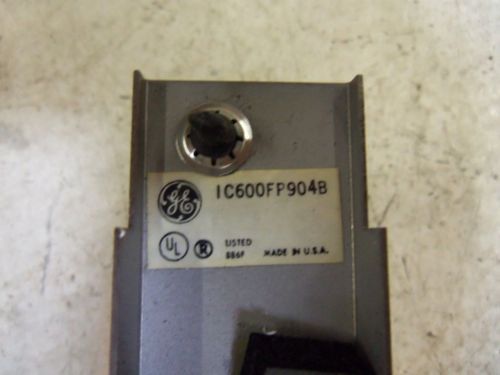 GE IC600FP904B
UL LISTED
886F MADE IN U.S.A.